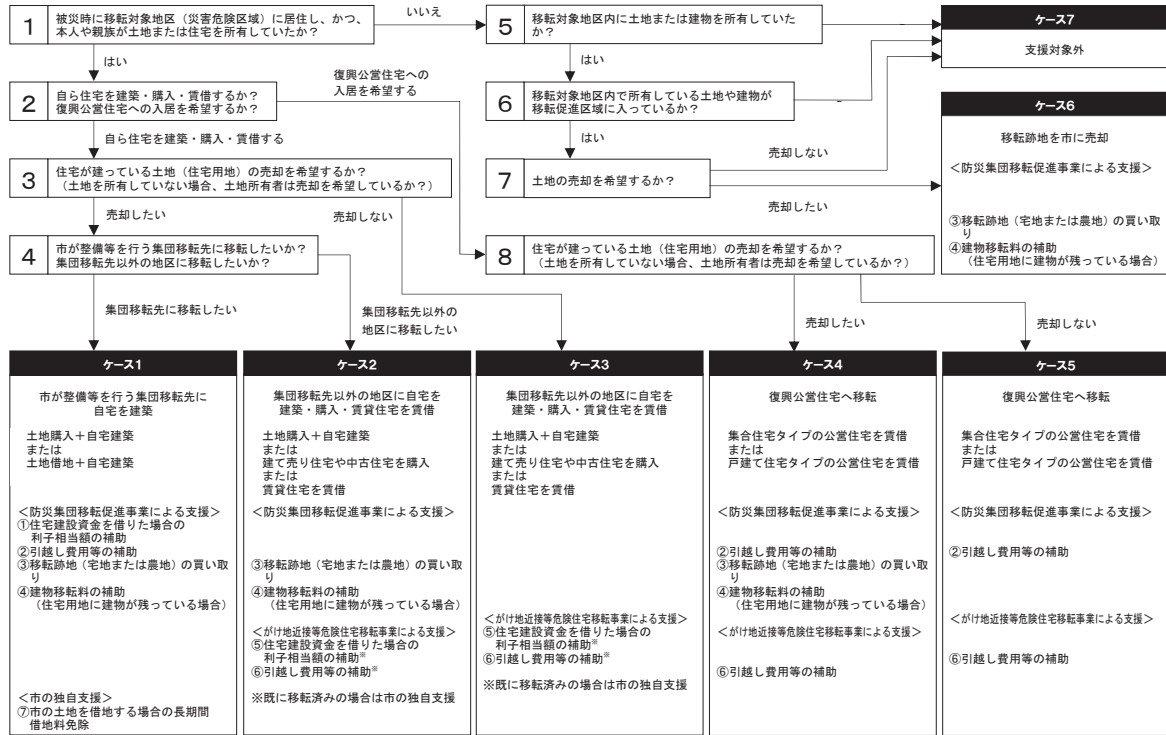 1
被災時に移転対象地区（災害危険区域）に居住し、かつ、
本人や親族が土地または住宅を所有していたか？
いいえ
はい
2
自ら住宅を建築・購入・賃借するか？
復興公営住宅への入居を希望するか？
復興公営住宅への
入居を希望する
自ら住宅を建築・購入・賃借する
3
住宅が建っている土地（住宅用地）の売却を希望するか？
（土地を所有していない場合、土地所有者は売却を希望しているか？）
売却したい
売却しない
4
市が整備等を行う集団移転先に移転したいか？
集団移転先以外の地区に移転したいか？
集団移転先に移転したい
集団移転先以外の
地区に移転したい
5
移転対象地区内に土地または建物を所有していた
か？
はい
6
移転対象地区内で所有している土地や建物が
移転促進区域に入っているか？
はい
売却しない
7
土地の売却を希望するか？
売却したい
8
住宅が建っている土地（住宅用地）の売却を希望するか？
（土地を所有していない場合、土地所有者は売却を希望しているか？）
売却したい
売却しない
ケース7
支援対象外
ケース6
移転跡地を市に売却
＜防災集団移転促進事業による支援＞
③移転跡地（宅地または農地）の買い取
り
④建物移転料の補助
（住宅用地に建物が残っている場合）
ケース1
市が整備等を行う集団移転先に
自宅を建築
土地購入＋自宅建築
または
土地借地＋自宅建築
＜防災集団移転促進事業による支援＞
①住宅建設資金を借りた場合の
利子相当額の補助
②引越し費用等の補助
③移転跡地（宅地または農地）の買い取
り
④建物移転料の補助
（住宅用地に建物が残っている場合）
＜市の独自支援＞
⑦市の土地を借地する場合の長期間
借地料免除
ケース2
集団移転先以外の地区に自宅を
建築・購入・賃貸住宅を賃借
土地購入＋自宅建築
または
建て売り住宅や中古住宅を購入
または
賃貸住宅を賃借
＜防災集団移転促進事業による支援＞
③移転跡地（宅地または農地）の買い取
り
④建物移転料の補助
（住宅用地に建物が残っている場合）
＜がけ地近接等危険住宅移転事業による支援＞
⑤住宅建設資金を借りた場合の
利子相当額の補助※
⑥引越し費用等の補助※
※既に移転済みの場合は市の独自支援
ケース3
集団移転先以外の地区に自宅を
建築・購入・賃貸住宅を賃借
土地購入＋自宅建築
または
建て売り住宅や中古住宅を購入
または
賃貸住宅を賃借
＜がけ地近接等危険住宅移転事業による支援＞
⑤住宅建設資金を借りた場合の
利子相当額の補助※
⑥引越し費用等の補助※
※既に移転済みの場合は市の独自支援
ケース4
復興公営住宅へ移転
集合住宅タイプの公営住宅を賃借
または
戸建て住宅タイプの公営住宅を賃借
＜防災集団移転促進事業による支援＞
②引越し費用等の補助
③移転跡地（宅地または農地）の買い取
り
④建物移転料の補助
（住宅用地に建物が残っている場合）
＜がけ地近接等危険住宅移転事業による支援＞
⑥引越し費用等の補助
ケース5
復興公営住宅へ移転
集合住宅タイプの公営住宅を賃借
または
戸建て住宅タイプの公営住宅を賃借
＜防災集団移転促進事業による支援＞
②引越し費用等の補助
＜がけ地近接等危険住宅移転事業による支援＞
⑥引越し費用等の補助